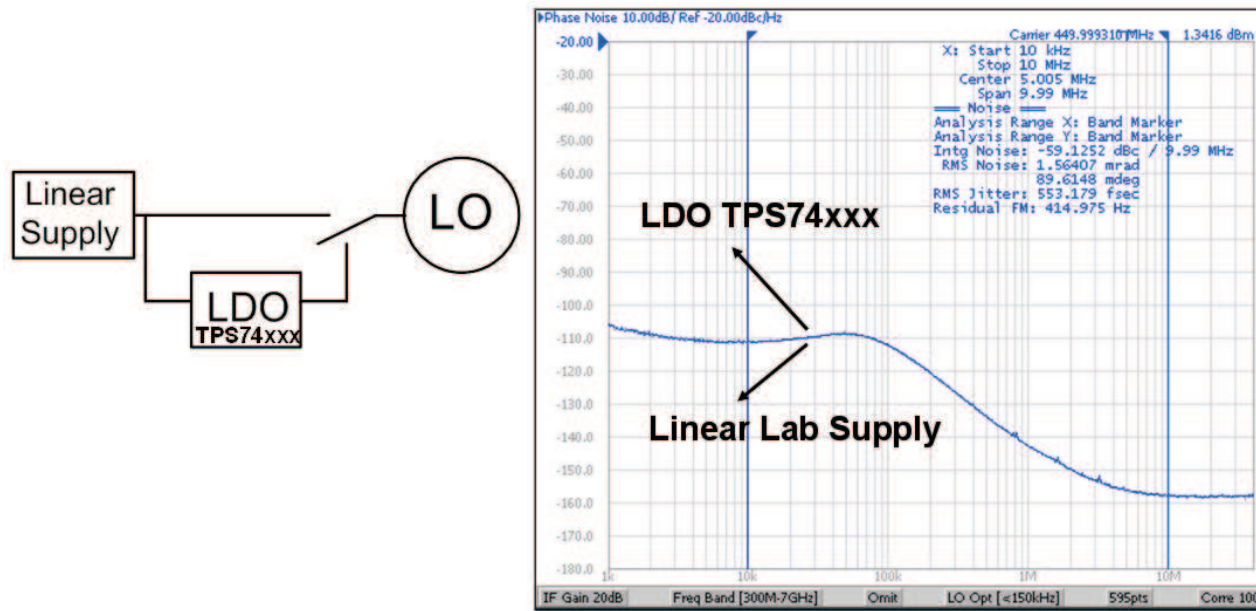 Linear
Supply
LO
LDO
TPS74xxx
Phase Noise 10.00dB/ Ref -20.00dBc/Hz
Carrier 449.999310 MHz 1.3416 dBm
X: Start 10 kHz
Stop 10 MHz
Center 5.005 MHz
Span 9.99 MHz
=== Noise ===
Analysis Range X: Band Marker
Analysis Range Y: Band Marker
Intg Noise: -59.1252 dBc / 9.99 MHz
RMS Noise: 1.56407 mrad
89.6148 mdeg
RMS Jitter: 553.179 fsec
Residual FM: 414.975 Hz
-20.00
-30.00
-40.00
-50.00
-60.00
-70.00
-80.00
-90.00
-100.0
-110.0
-120.0
-130.0
-140.0
-150.0
-160.0
-170.0
-180.0
LDO TPS74xxx
Linear Lab Supply
1k 10k 100k 1M 10M
IF Gain 20dB Freq Band [300M-7GHz] Omit LO Opt [<150kHz] 595pts Corre 10